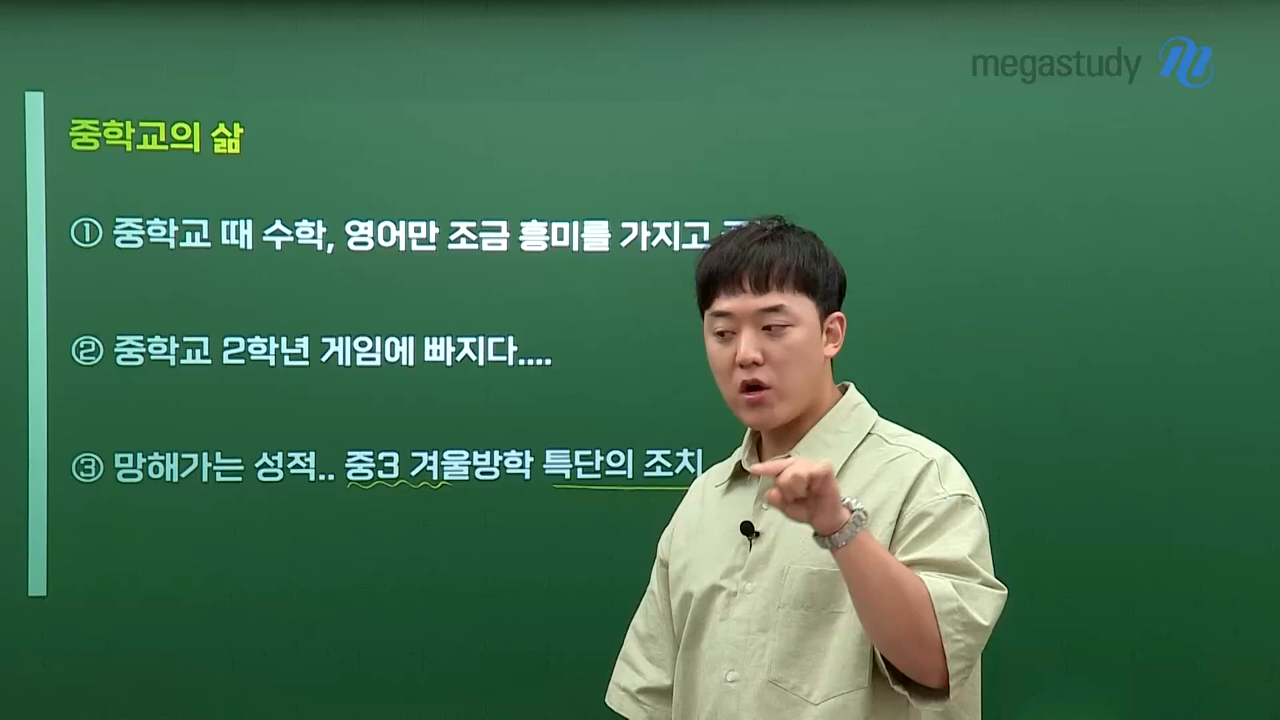 megastudy
중학교의 삶
① 중학교 때 수학, 영어만 조금 흥미를 가지고
② 중학교 2학년 게임에 빠지다....
③ 망해가는 성적.. 중3 겨울방학 특단의 조치